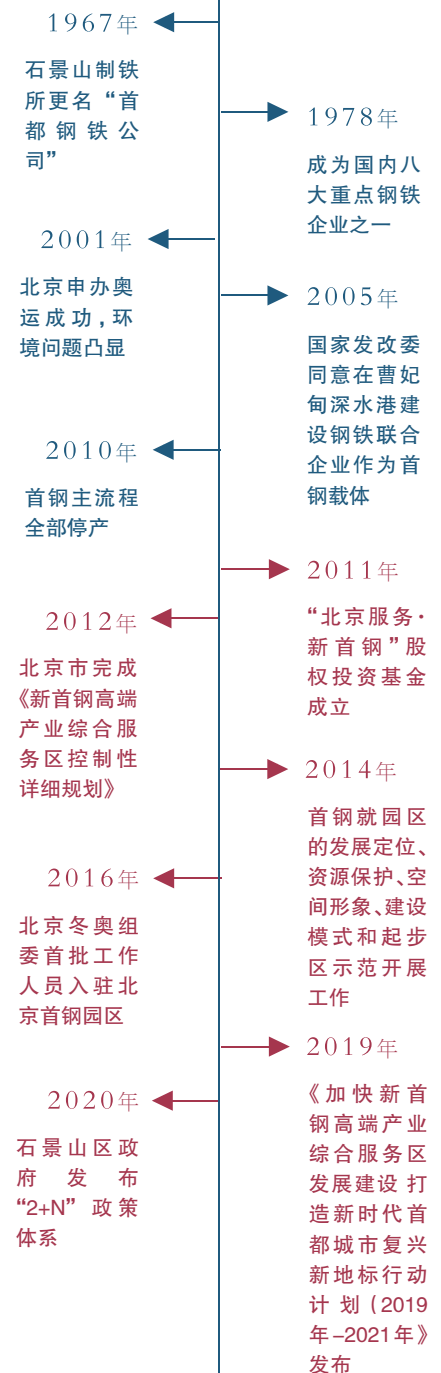 1967年
石景山制铁
所更名“首
都钢铁公
司”
1978年
成为国内八
大重点钢铁
企业之一
2001年
北京申办奥
运成功，环
境问题凸显
2005年
国家发改委
同意在曹妃
甸深水港建
设钢铁联合
企业作为首
钢载体
2010年
首钢主流程
全部停产
2011年
“北京服务·
新首钢”股
权投资基金
成立
2012年
北京市完成
《新首钢高端
产业综合服
务区控制性
详细规划》
2014年
首钢就园区
的发展定位、
资源保护、空
间形象、建设
模式和起步
区示范开展
工作
2016年
北京冬奥组
委首批工作
人员入驻北
京首钢园区
2019年
《加快新首
钢高端产业
综合服务区
发展建设 打
造新时代首
都城市复兴
新地标行动
计划（2019
年–2021年》
发布
2020年
石景山区政
府发布
“2+N”政策
体系